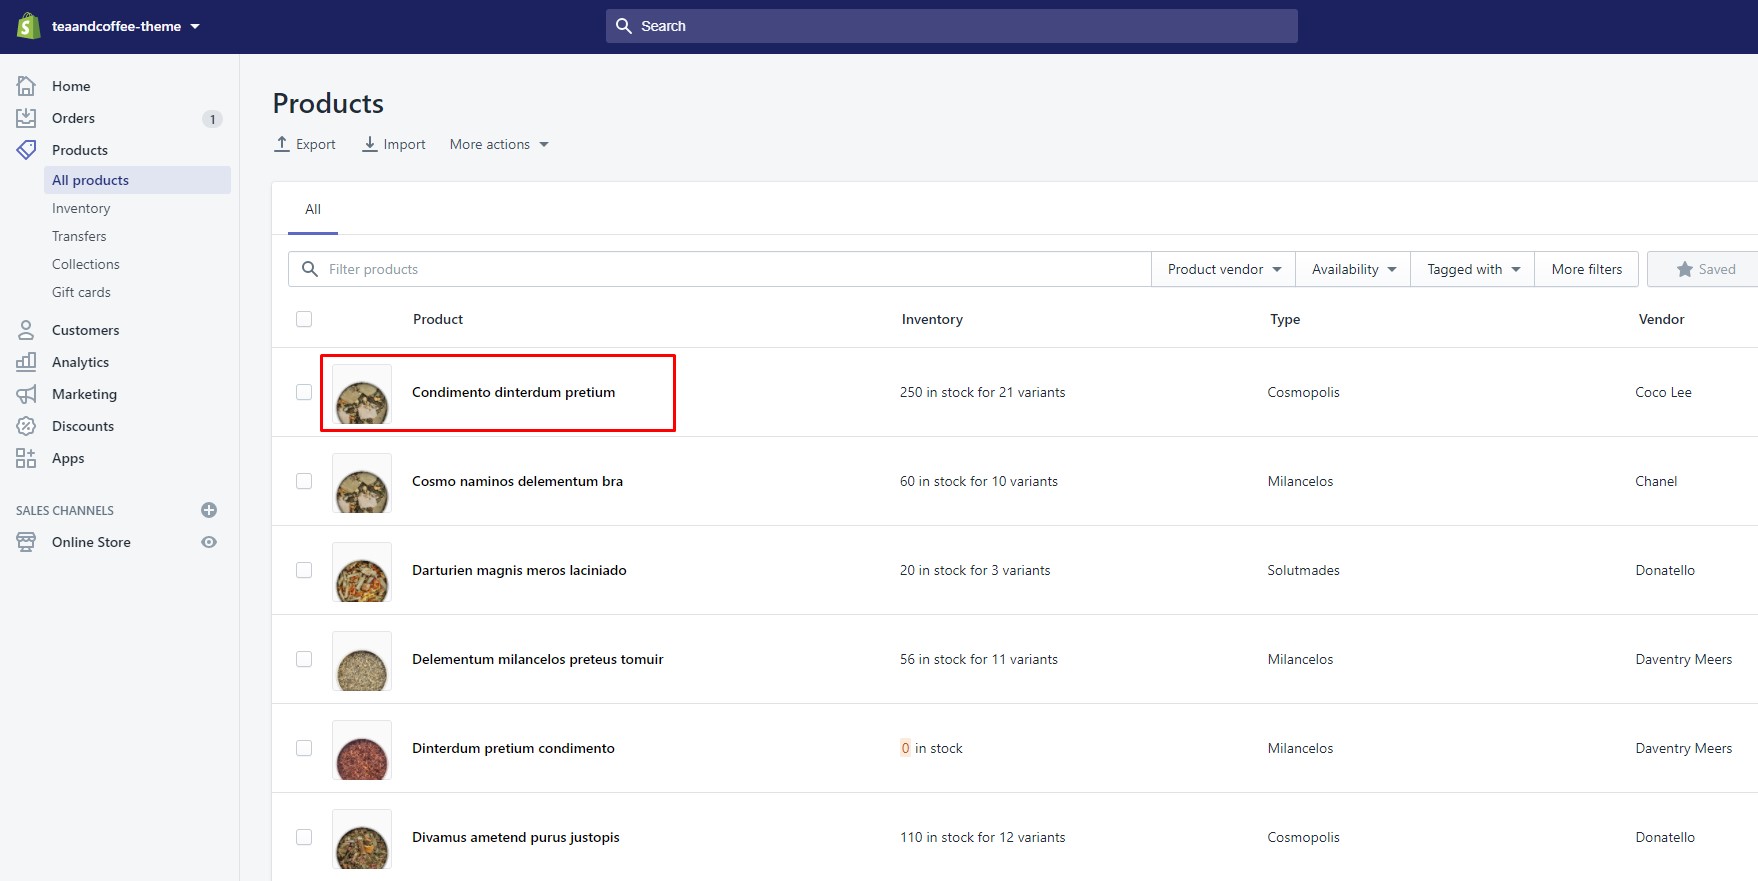 teaandcoffee-theme
Search
Home
Orders 1
Products
All products
Inventory
Transfers
Collections
Gift cards
Customers
Analytics
Marketing
Discounts
Apps
SALES CHANNELS
Online Store
Products
Export Import More actions
All
Filter products Product vendor Availability Tagged with More filters Saved
Product Inventory Type Vendor
Condimento dinterdum pretium 250 in stock for 21 variants Cosmopolis Coco Lee
Cosmo naminos delementum bra 60 in stock for 10 variants Milancelos Chanel
Darturien magnis meros laciniado 20 in stock for 3 variants Solutmades Donatello
Delementum milancelos preteus tomuir 56 in stock for 11 variants Milancelos Daventry Meers
Dinterdum pretium condimento 0 in stock Milancelos Daventry Meers
Divamus ametend purus justopis 110 in stock for 12 variants Cosmopolis Donatello